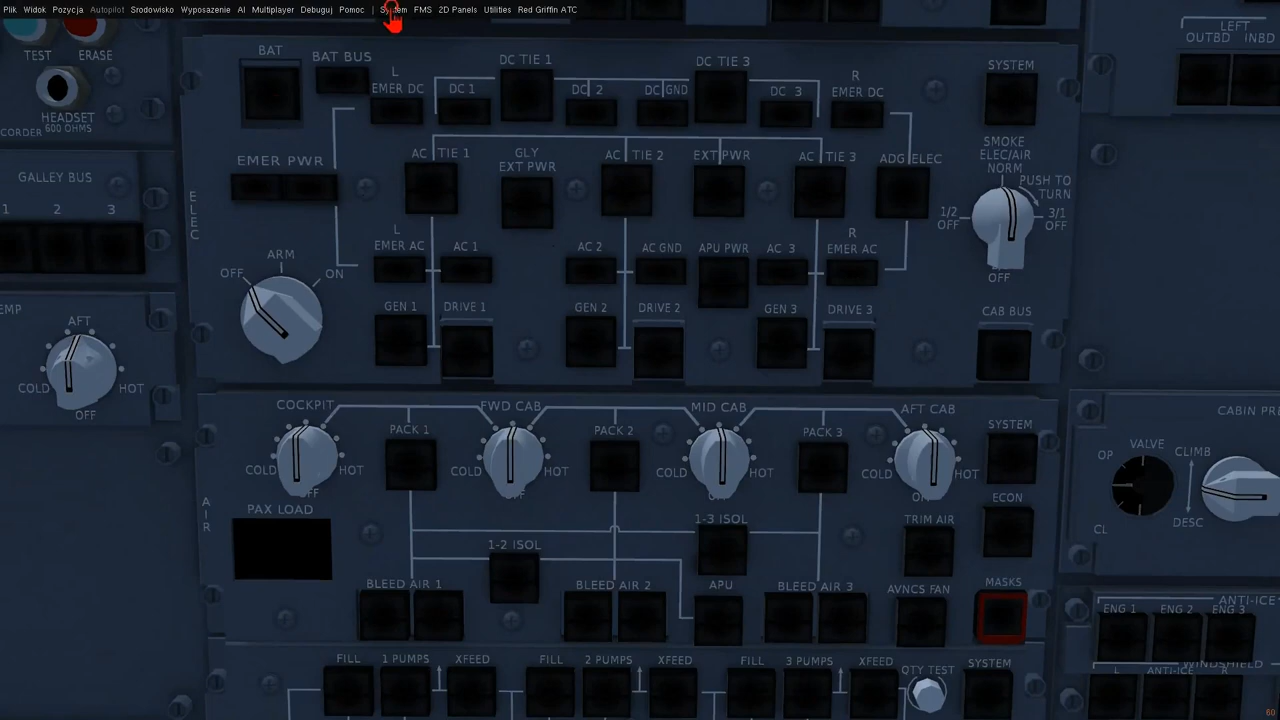 Plik Widok Pozycja Autopilot Środowisko Wyposażenie AI Multiplayer Debuguj Pomoc | System FMS 2D Panels Utilities Red Griffin ATC
TEST ERASE
HEADSET
600 OHMS
CORDER
GALLEY BUS
1 2 3
EMP
AFT
COLD HOT
OFF
BAT
BAT BUS
L
EMER DC
DC 1
DC TIE 1
DC 2
DC GND
DC TIE 3
DC 3
R
EMER DC
SYSTEM
EMER PWR
AC TIE 1
GLY
EXT PWR
AC TIE 2
EXT PWR
AC TIE 3
ADG ELEC
SMOKE
ELEC/AIR
NORM
PUSH TO
TURN
1/2
OFF
3/1
OFF
OFF
ELEC
L
EMER AC
AC 1
AC 2
AC GND
APU PWR
AC 3
R
EMER AC
OFF ARM ON
GEN 1
DRIVE 1
GEN 2
DRIVE 2
GEN 3
DRIVE 3
CAB BUS
COCKPIT
COLD HOT
OFF
PACK 1
FWD CAB
COLD HOT
OFF
PACK 2
MID CAB
COLD HOT
OFF
PACK 3
AFT CAB
COLD HOT
OFF
SYSTEM
ECON
AIR
PAX LOAD
1-2 ISOL
1-3 ISOL
TRIM AIR
BLEED AIR 1
BLEED AIR 2
APU
BLEED AIR 3
AVNCS FAN
MASKS
FILL 1 PUMPS XFEED
FILL 2 PUMPS XFEED
FILL 3 PUMPS XFEED
QTY TEST
SYSTEM
LEFT
OUTBD INBD
CABIN PRE
VALVE
OP
CL
CLIMB
DESC
ANTI-ICE
ENG 1 ENG 2 ENG 3
WINDSHIELD
L ANTI-ICE R
60